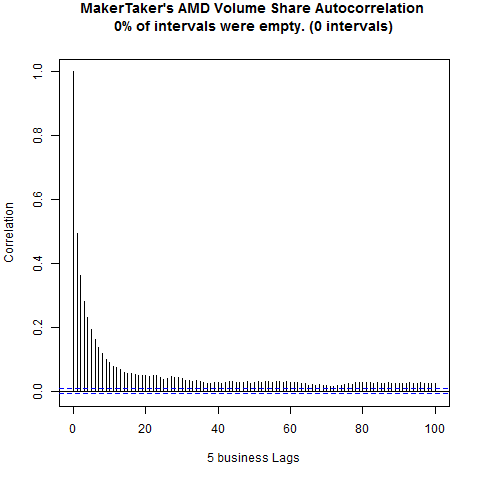 MakerTaker's AMD Volume Share Autocorrelation
0% of intervals were empty. (0 intervals)
Correlation
1.0
0.8
0.6
0.4
0.2
0.0
0 20 40 60 80 100
5 business Lags